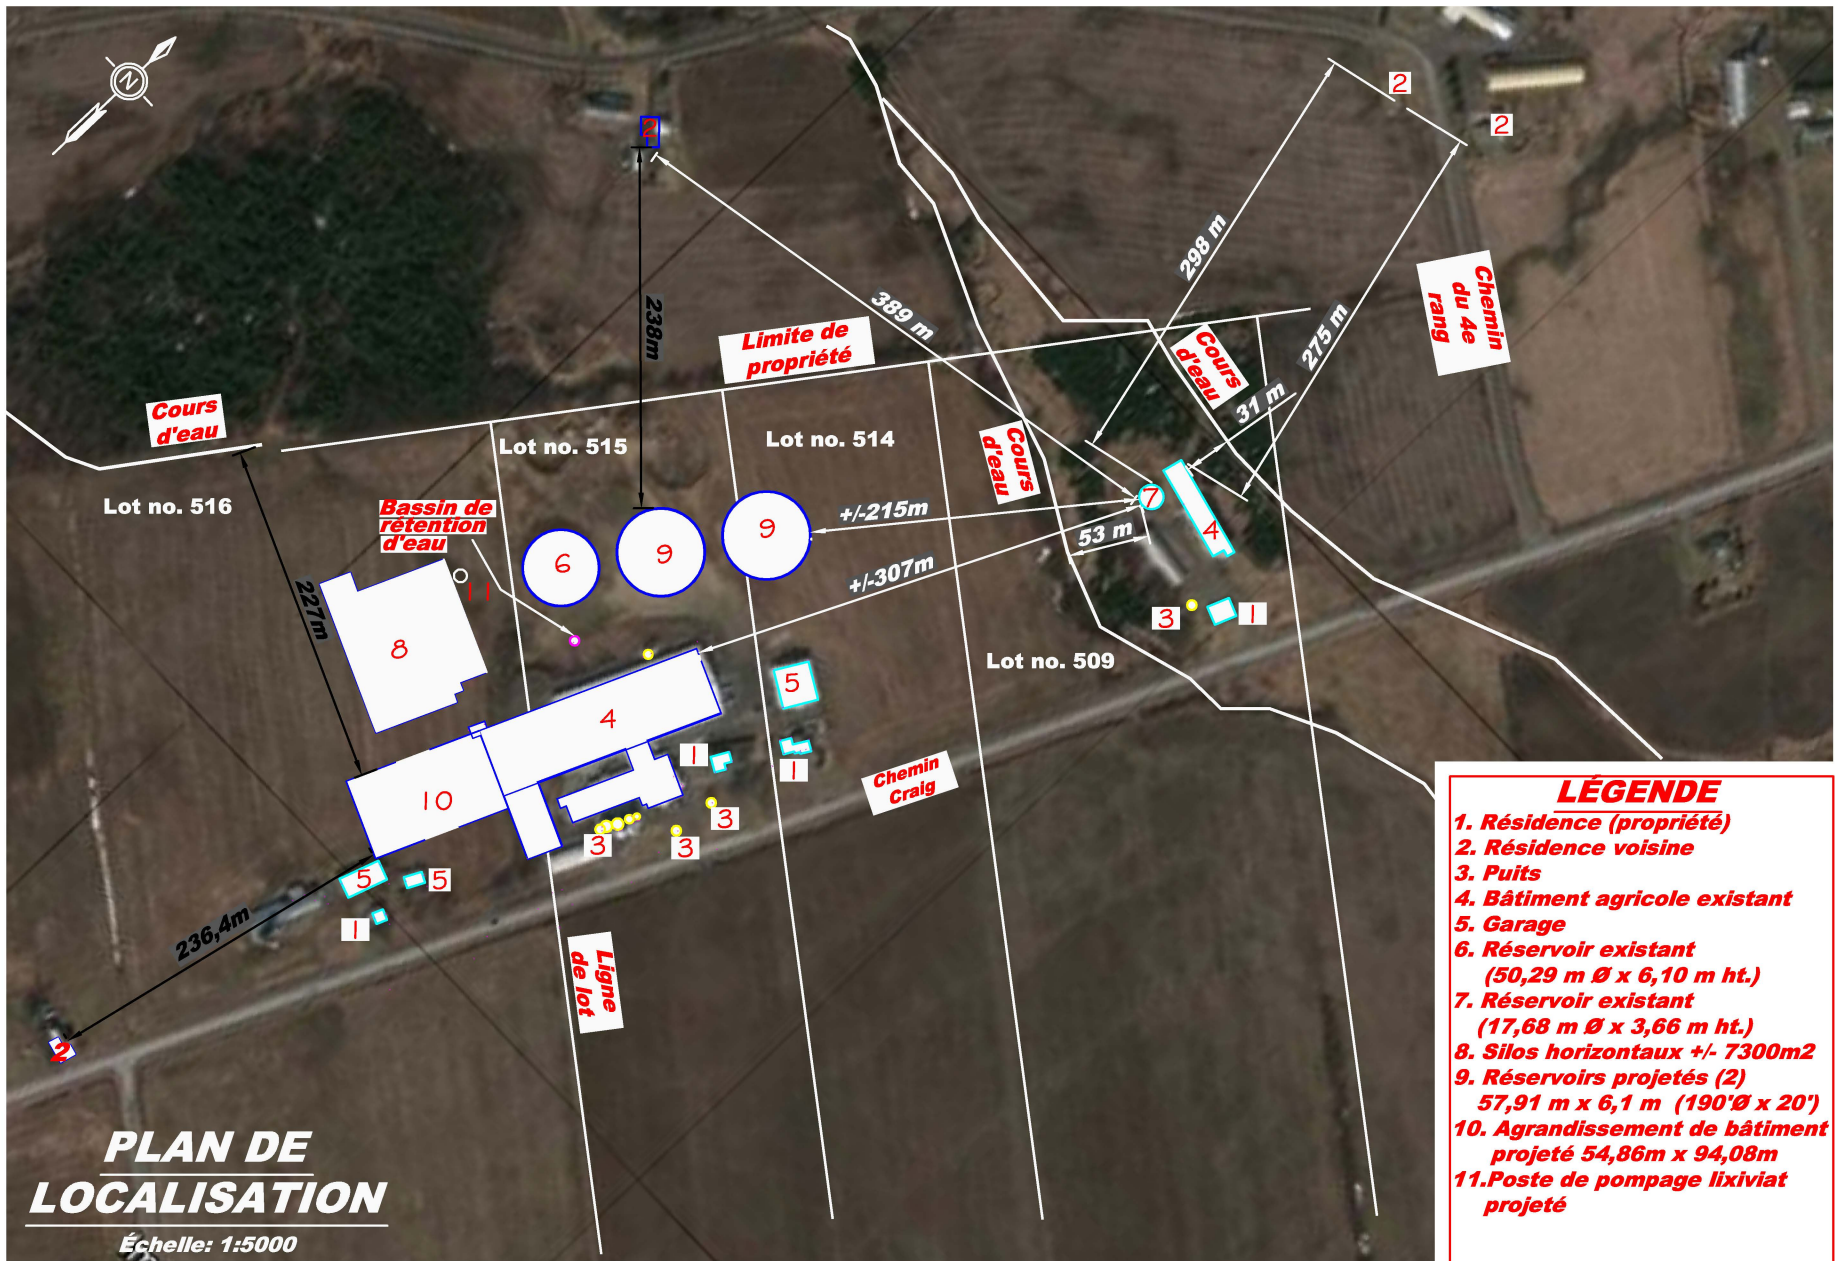 N
2
2
2
298 m
Chemin
du 4e
rang
389 m
238m
Limite de
propriété
Cours
d'eau
275 m
31 m
Cours
d'eau
Lot no. 515
Lot no. 514
Cours
d'eau
Lot no. 516
Bassin de
rétention
d'eau
7
4
+/-215m
53 m
9
9
6
+/-307m
227m
11
8
3
1
Lot no. 509
5
4
1
1
Chemin
Craig
10
3
3
3
5
5
1
236,4m
Ligne
de lot
2
PLAN DE
LOCALISATION
Échelle: 1:5000
LÉGENDE
1. Résidence (propriété)
2. Résidence voisine
3. Puits
4. Bâtiment agricole existant
5. Garage
6. Réservoir existant
(50,29 m Ø x 6,10 m ht.)
7. Réservoir existant
(17,68 m Ø x 3,66 m ht.)
8. Silos horizontaux +/- 7300m2
9. Réservoirs projetés (2)
57,91 m x 6,1 m (190'Ø x 20')
10. Agrandissement de bâtiment
projeté 54,86m x 94,08m
11.Poste de pompage lixiviat
projeté